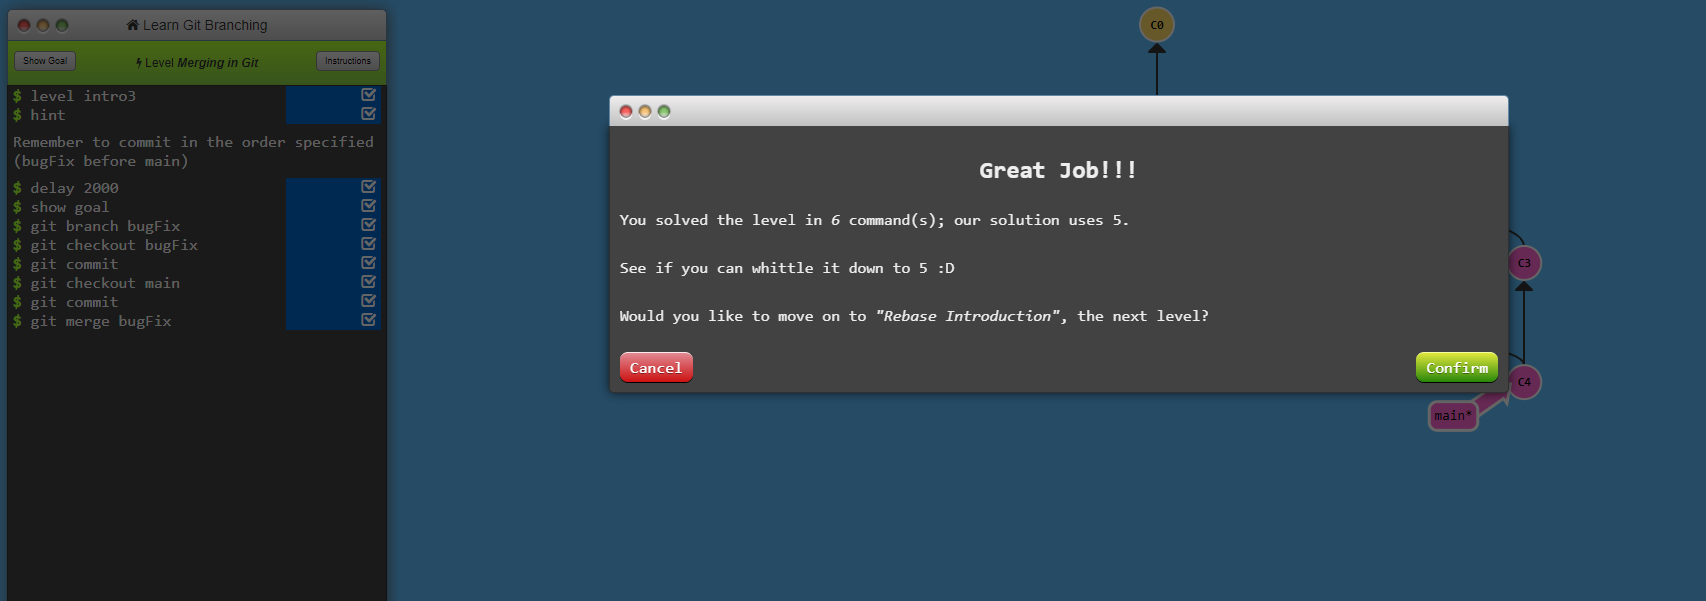 Learn Git Branching
Show Goal
Level Merging in Git
Instructions
$ level intro3
$ hint
Remember to commit in the order specified
(bugFix before main)
$ delay 2000
$ show goal
$ git branch bugFix
$ git checkout bugFix
$ git commit
$ git checkout main
$ git commit
$ git merge bugFix
C0
Great Job!!!
You solved the level in 6 command(s); our solution uses 5.
See if you can whittle it down to 5 :D
Would you like to move on to "Rebase Introduction", the next level?
Cancel
Confirm
C3
C4
main*